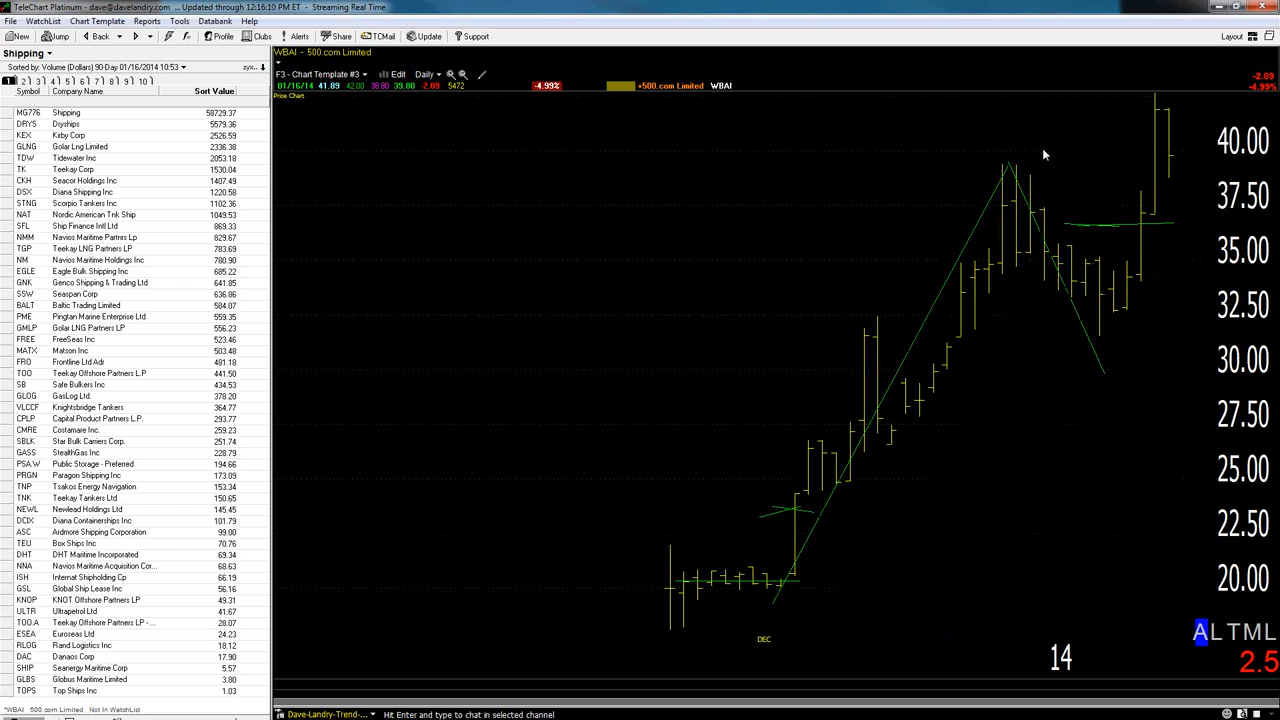 TeleChart Platinum - dave@davelandry.com ... Updated through 12:16:10 PM ET - Streaming Real Time
File WatchList Chart Template Reports Tools Databank Help
New Jump Back Profile Clubs Alerts Share TCMail Update Support Layout
Shipping
Sorted by: Volume (Dollars) 90-Day 01/16/2014 10:53
1 2 3 4 5 6 7 8 9 10
Symbol Company Name Sort Value
MG776 Shipping 58729.37
DRYS Dryships 5579.36
KEX Kirby Corp 2526.59
GLNG Golar Lng Limited 2336.38
TDW Tidewater Inc 2053.18
TK Teekay Corp 1530.04
CKH Seacor Holdings Inc 1407.49
DSX Diana Shipping Inc 1220.58
STNG Scorpio Tankers Inc 1102.36
NAT Nordic American Tnk Ship 1049.53
SFL Ship Finance Intl Ltd 869.33
NMM Navios Maritime Partnrs Lp 829.67
TGP Teekay LNG Partners LP 783.69
NM Navios Maritime Holdings Inc 780.90
EGLE Eagle Bulk Shipping Inc 685.22
GNK Genco Shipping & Trading Ltd 641.85
SSW Seaspan Corp 636.86
BALT Baltic Trading Limited 584.07
PME Pingtan Marine Enterprise Ltd 559.35
GMLP Golar LNG Partners LP 556.23
FREE FreeSeas Inc 523.46
MATX Matson Inc 503.48
FRO Frontline Ltd Adr 481.18
TOO Teekay Offshore Partners L.P 441.50
SB Safe Bulkers Inc 434.53
GLOG GasLog Ltd. 378.20
VLCCF Knightsbridge Tankers 364.77
CPLP Capital Product Partners L.P. 293.77
CMRE Costamare Inc. 259.23
SBLK Star Bulk Carriers Corp. 251.74
GASS StealthGas Inc 228.79
PSA.W Public Storage - Preferred 194.66
PRGN Paragon Shipping Inc 173.09
TNP Tsakos Energy Navigation 153.34
TNK Teekay Tankers Ltd 150.65
NEWL Newlead Holdings Ltd 145.45
DCIX Diana Containerships Inc 101.79
ASC Ardmore Shipping Corporation 99.00
TEU Box Ships Inc 70.76
DHT DHT Maritime Incorporated 69.34
NNA Navios Maritime Acquisition Cor... 68.63
ISH Internat Shipholding Cp 66.19
GSL Global Ship Lease Inc 56.16
KNOP KNOT Offshore Partners LP 49.31
ULTR Ultrapetrol Ltd 41.67
TOO.A Teekay Offshore Partners LP - ... 28.07
ESEA Euroseas Ltd 24.23
RLOG Rand Logistics Inc 18.12
DAC Danaos Corp 17.90
SHIP Seanergy Maritime Corp 5.57
GLBS Globus Maritime Limited 3.80
TOPS Top Ships Inc 1.03
*WBAI 500.com Limited Not In WatchList
WBAI - 500.com Limited
F3 - Chart Template #3 Edit Daily
-2.09
01/16/14 41.89 42.00 38.80 39.80 -2.09 5472 -4.99% +500.com Limited WBAI -4.99%
Price Chart
40.00
37.50
35.00
32.50
30.00
27.50
25.00
22.50
20.00
ALTML
DEC
14
2.5
Dave-Landry-Trend-... Hit Enter and type to chat in selected channel